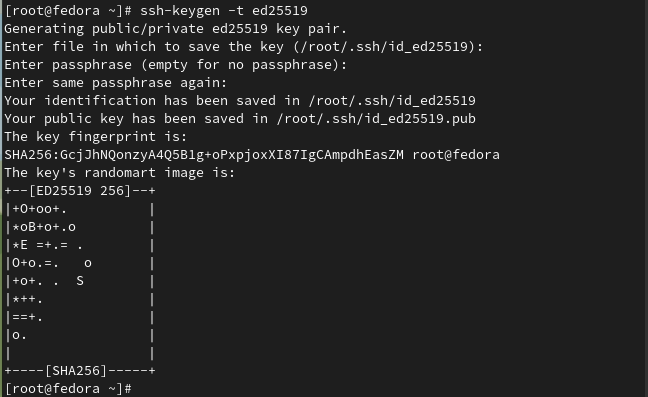 [root@fedora ~]# ssh-keygen -t ed25519
Generating public/private ed25519 key pair.
Enter file in which to save the key (/root/.ssh/id_ed25519):
Enter passphrase (empty for no passphrase):
Enter same passphrase again:
Your identification has been saved in /root/.ssh/id_ed25519
Your public key has been saved in /root/.ssh/id_ed25519.pub
The key fingerprint is:
SHA256:GcjJhNQonzyA4Q5B1g+oPxpjoxXI87IgCAmpdhEasZM root@fedora
The key's randomart image is:
+--[ED25519 256]--+
|+O+oo+.          |
|*oB+o+.o         |
|*E =+.= .        |
|O+o.=.   o       |
|+o+. .  S        |
|*++.             |
|==+.             |
|o.               |
|                 |
+----[SHA256]-----+
[root@fedora ~]#